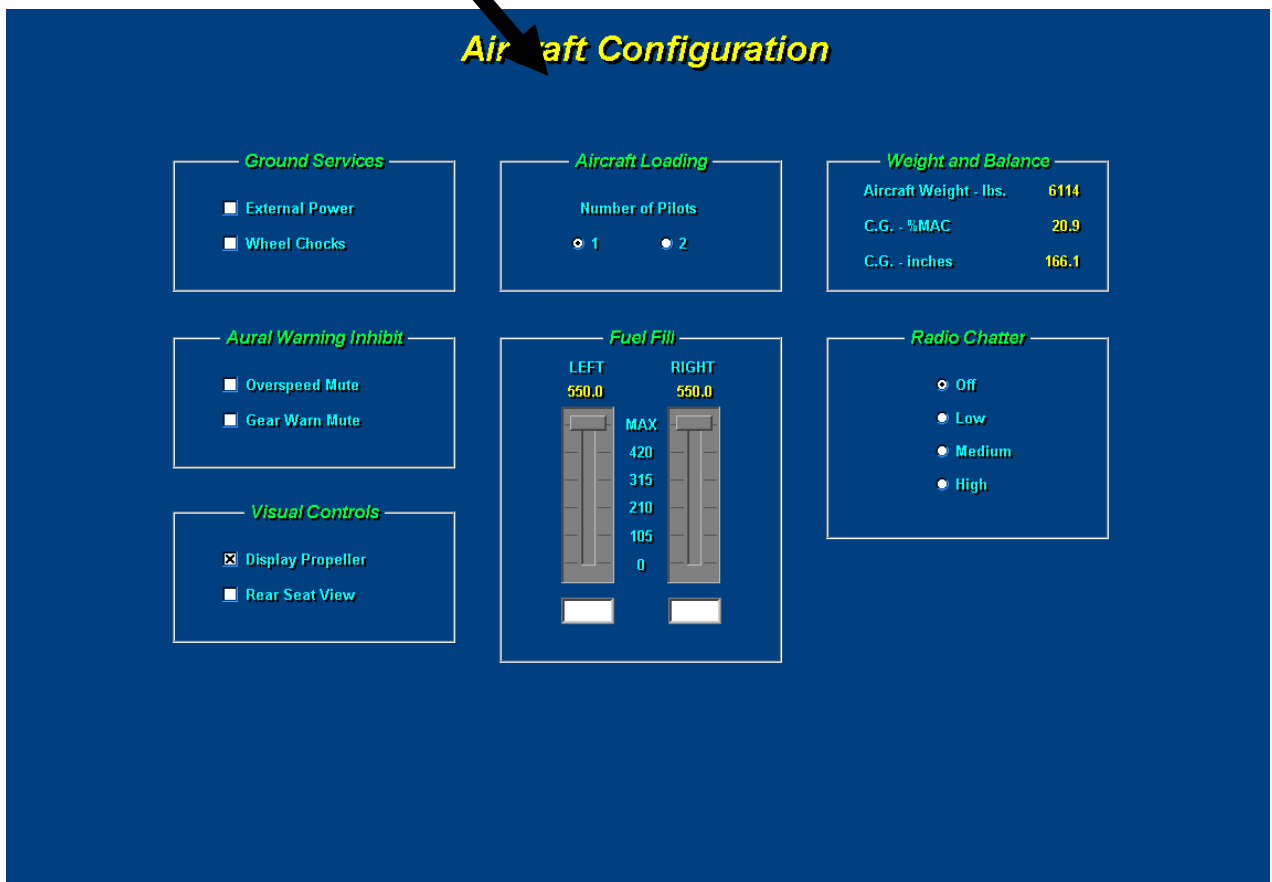 Aircraft Configuration
Ground Services
External Power
Wheel Chocks
Aircraft Loading
Number of Pilots
1 2
Weight and Balance
Aircraft Weight - lbs. 6114
C.G. - %MAC 20.9
C.G. - inches 166.1
Aural Warning Inhibit
Overspeed Mute
Gear Warn Mute
Visual Controls
Display Propeller
Rear Seat View
Fuel Fill
LEFT RIGHT
550.0 550.0
MAX
420
315
210
105
0
Radio Chatter
Off
Low
Medium
High